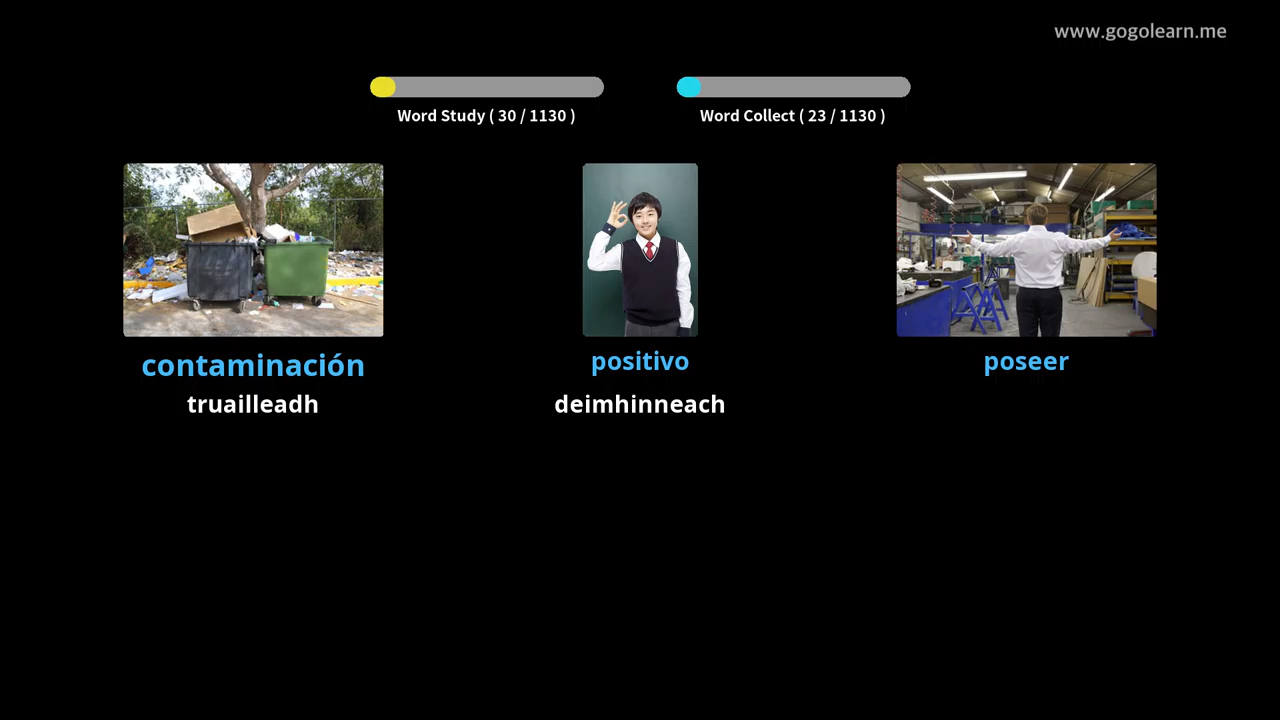 www.gogolearn.me
Word Study ( 30 / 1130 )
Word Collect ( 23 / 1130 )
contaminación
positivo
poseer
truailleadh
deimhinneach